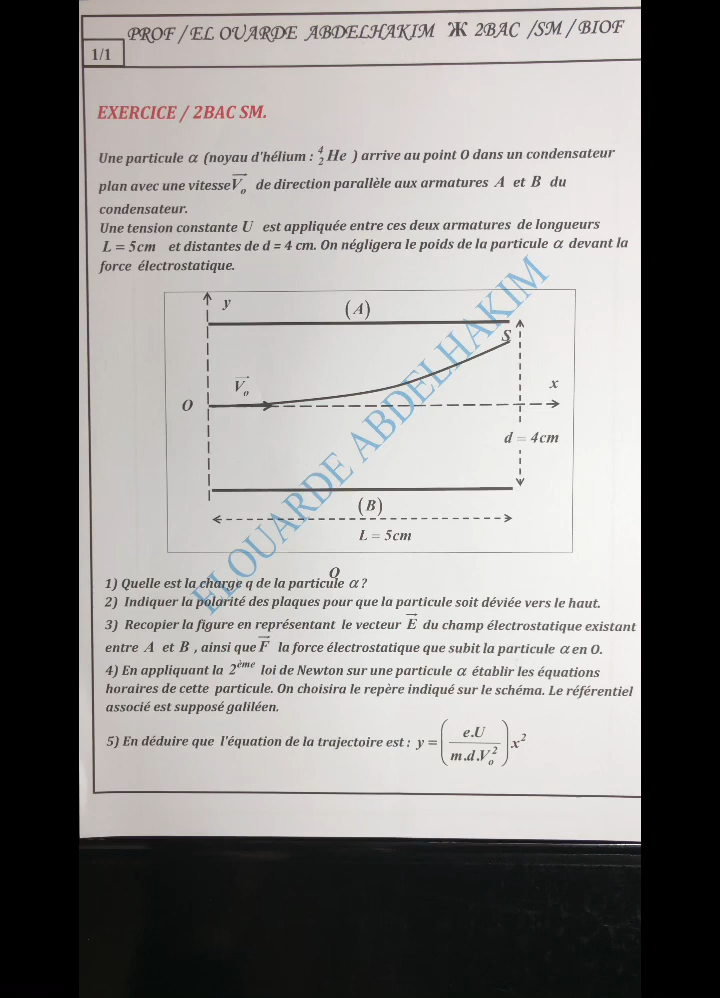 PROF / EL OUARDE ABDELHAKIM Ж 2BAC /SM / BIOF
1/1
EXERCICE / 2BAC SM.
Une particule α (noyau d'hélium : ⁴₂He ) arrive au point O dans un condensateur
plan avec une vitesse V⃗ₒ de direction parallèle aux armatures A et B du
condensateur.
Une tension constante U est appliquée entre ces deux armatures de longueurs
L = 5cm et distantes de d = 4 cm. On négligera le poids de la particule α devant la
force électrostatique.
y
(A)
S
V⃗ₒ
x
O
d = 4cm
(B)
L = 5cm
ELOUARDE ABDELHAKIM
O
1) Quelle est la charge q de la particule α ?
2) Indiquer la polarité des plaques pour que la particule soit déviée vers le haut.
3) Recopier la figure en représentant le vecteur E⃗ du champ électrostatique existant
entre A et B , ainsi que F⃗ la force électrostatique que subit la particule α en O.
4) En appliquant la 2ème loi de Newton sur une particule α établir les équations
horaires de cette particule. On choisira le repère indiqué sur le schéma. Le référentiel
associé est supposé galiléen.
5) En déduire que l'équation de la trajectoire est : y = (e.U / m.d.Vₒ²) x²